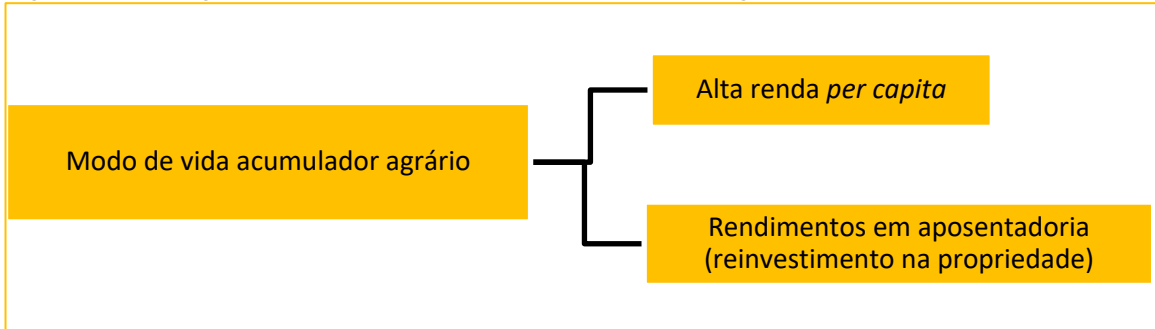 Modo de vida acumulador agrário
Alta renda per capita
Rendimentos em aposentadoria
(reinvestimento na propriedade)